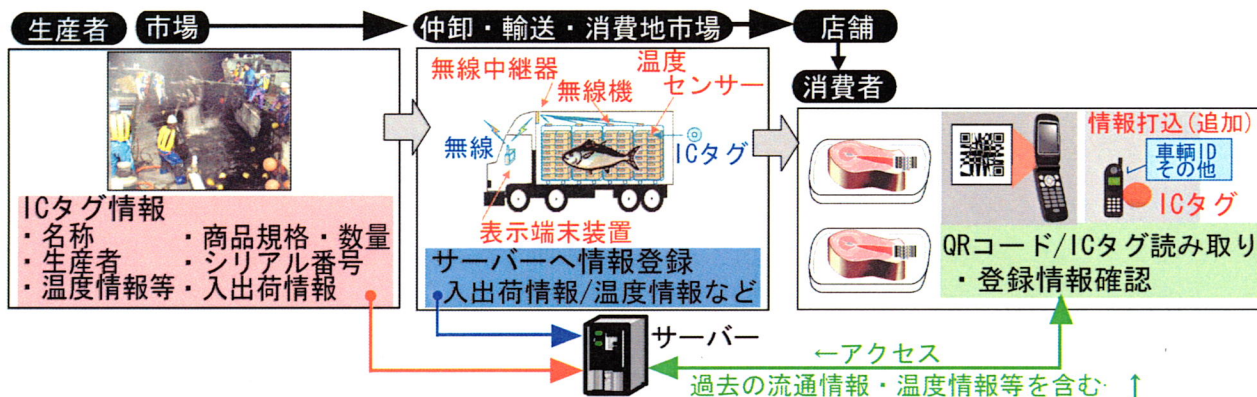 生産者 市場
仲卸・輸送・消費地市場
店舗
消費者
無線中継器
無線機
温度
センサー
無線
ICタグ
表示端末装置
ICタグ情報
・名称 ・商品規格・数量
・生産者 ・シリアル番号
・温度情報等・入出荷情報
サーバーへ情報登録
入出荷情報/温度情報など
情報打込(追加)
車輌ID
その他
ICタグ
QRコード/ICタグ読み取り
・登録情報確認
サーバー
←アクセス
過去の流通情報・温度情報等を含む ↑